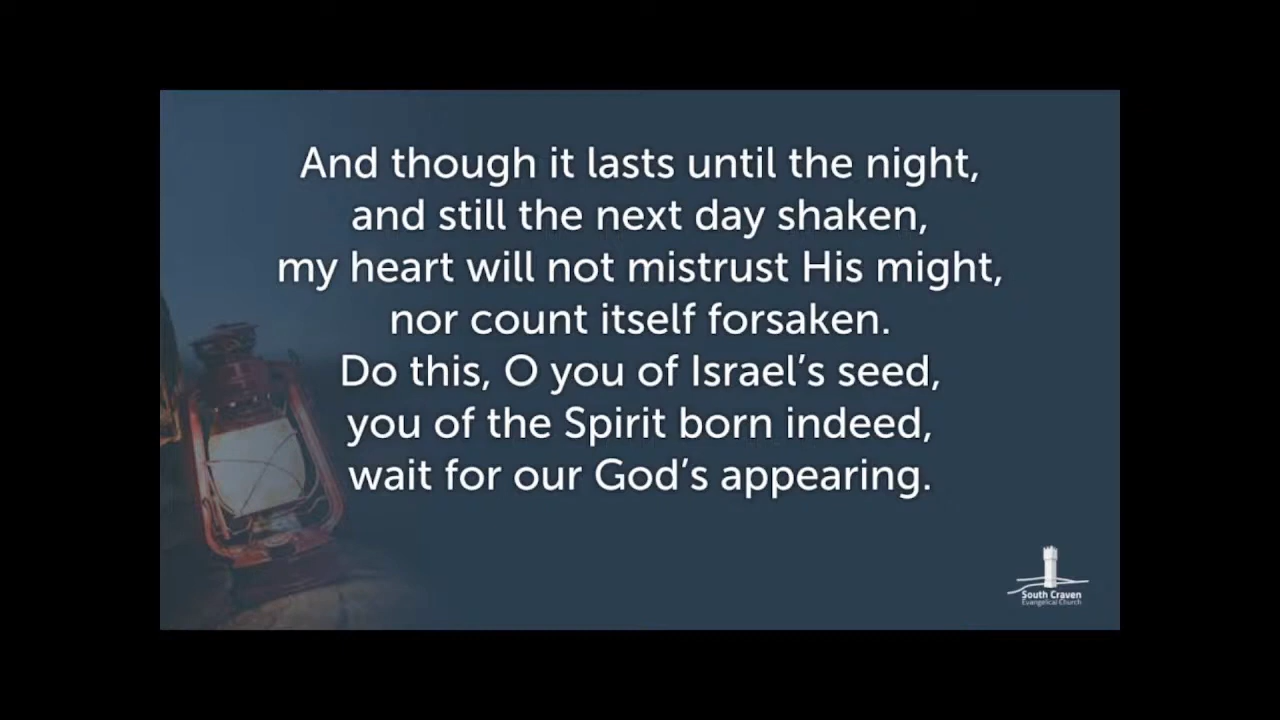 And though it lasts until the night,
and still the next day shaken,
my heart will not mistrust His might,
nor count itself forsaken.
Do this, O you of Israel’s seed,
you of the Spirit born indeed,
wait for our God’s appearing.
South Craven
Evangelical Church